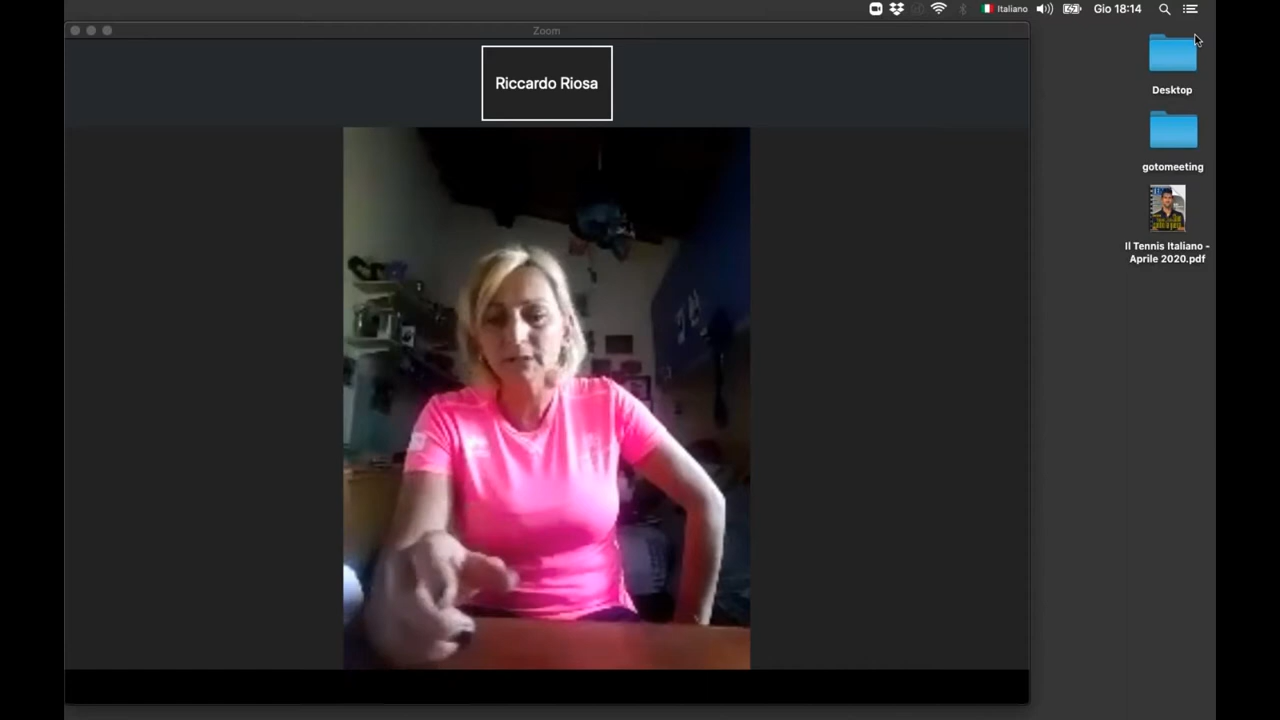 Italiano
Gio 18:14
Zoom
Riccardo Riosa
Desktop
gotomeeting
Il Tennis Italiano -
Aprile 2020.pdf